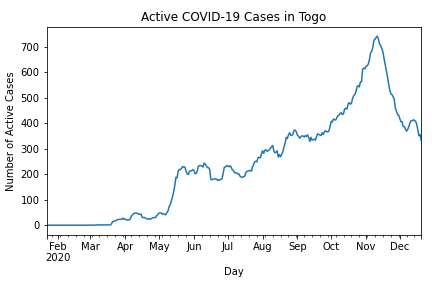 Active COVID-19 Cases in Togo
Number of Active Cases
700
600
500
400
300
200
100
0
Feb Mar Apr May Jun Jul Aug Sep Oct Nov Dec
2020
Day